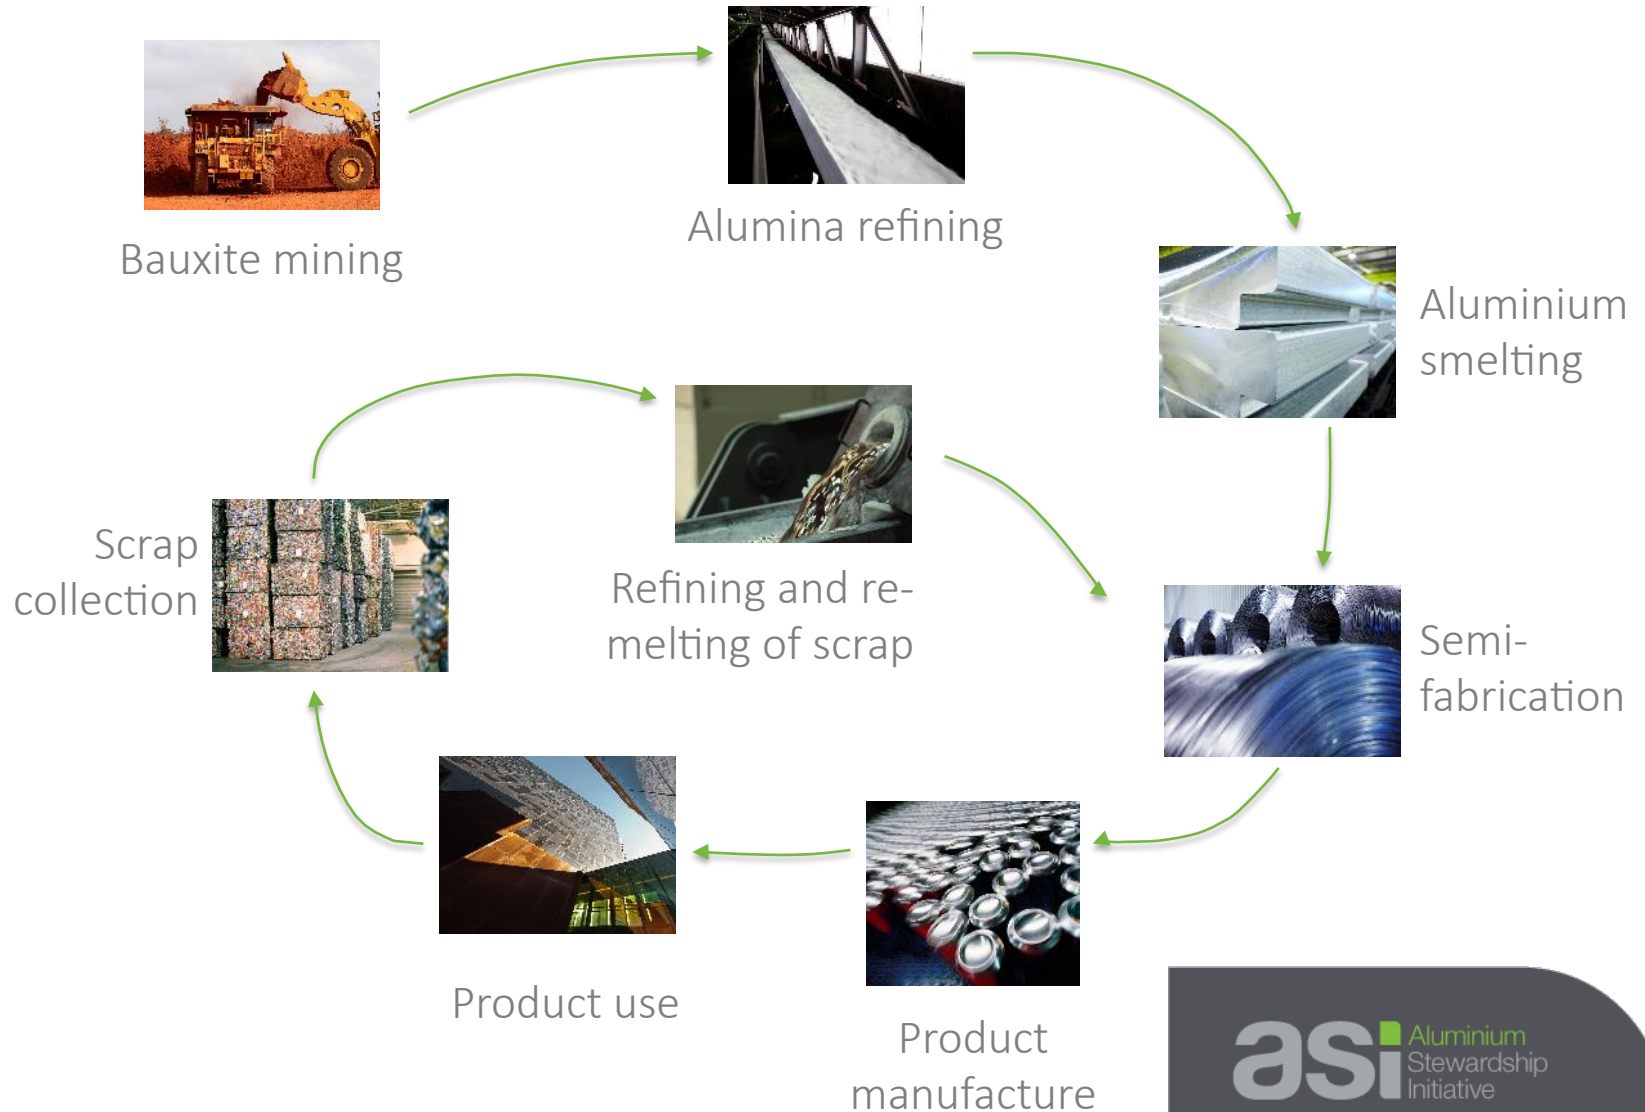 Bauxite mining
Alumina refining
Aluminium
smelting
Scrap
collection
Refining and re-
melting of scrap
Semi-
fabrication
Product use
Product
manufacture
asi
Aluminium
Stewardship
Initiative